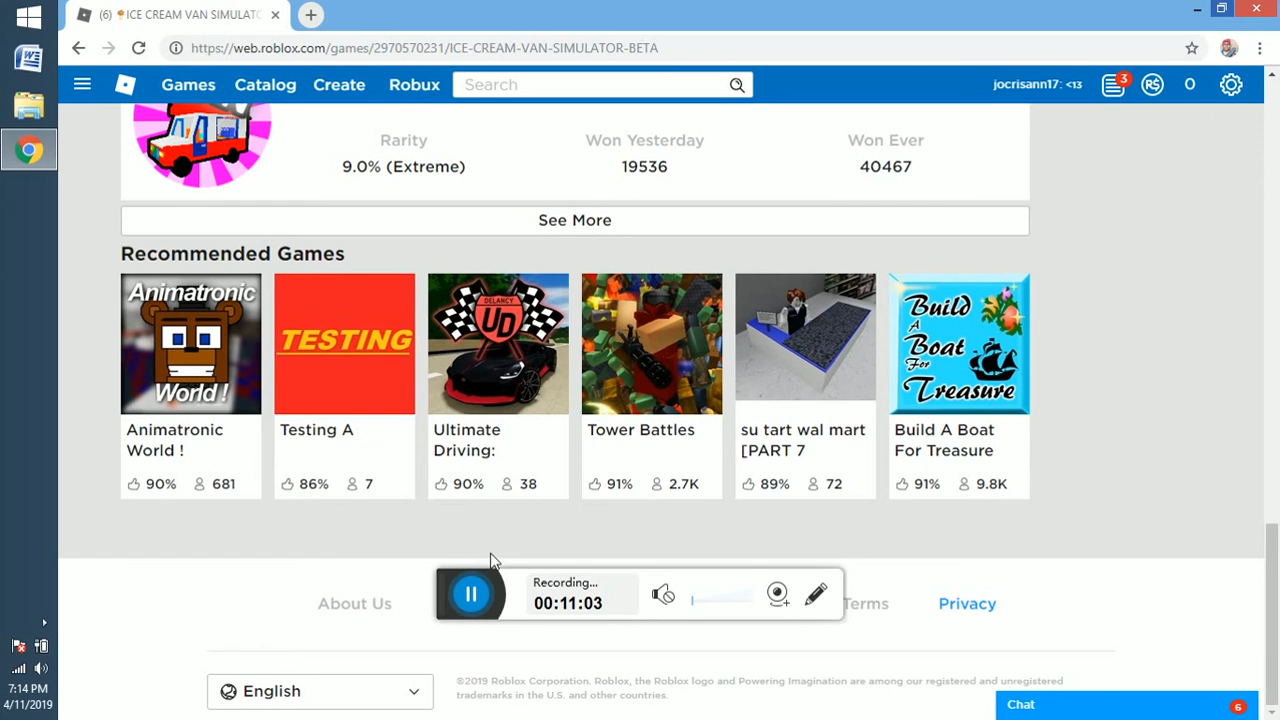 (6) 🍦ICE CREAM VAN SIMULATO
https://web.roblox.com/games/2970570231/ICE-CREAM-VAN-SIMULATOR-BETA
Games Catalog Create Robux Search jocrisann17: <13 3 R$ 0
Rarity Won Yesterday Won Ever
9.0% (Extreme) 19536 40467
See More
Recommended Games
Animatronic
World !
TESTING
DELANCY
UD
Build
A
Boat
For
Treasure
Animatronic
World !
90% 681
Testing A
86% 7
Ultimate
Driving:
90% 38
Tower Battles
91% 2.7K
su tart wal mart
[PART 7
89% 72
Build A Boat
For Treasure
91% 9.8K
Recording...
00:11:03
About Us Terms Privacy
English
©2019 Roblox Corporation. Roblox, the Roblox logo and Powering Imagination are among our registered and unregistered
trademarks in the U.S. and other countries.
Chat 6
7:14 PM
4/11/2019